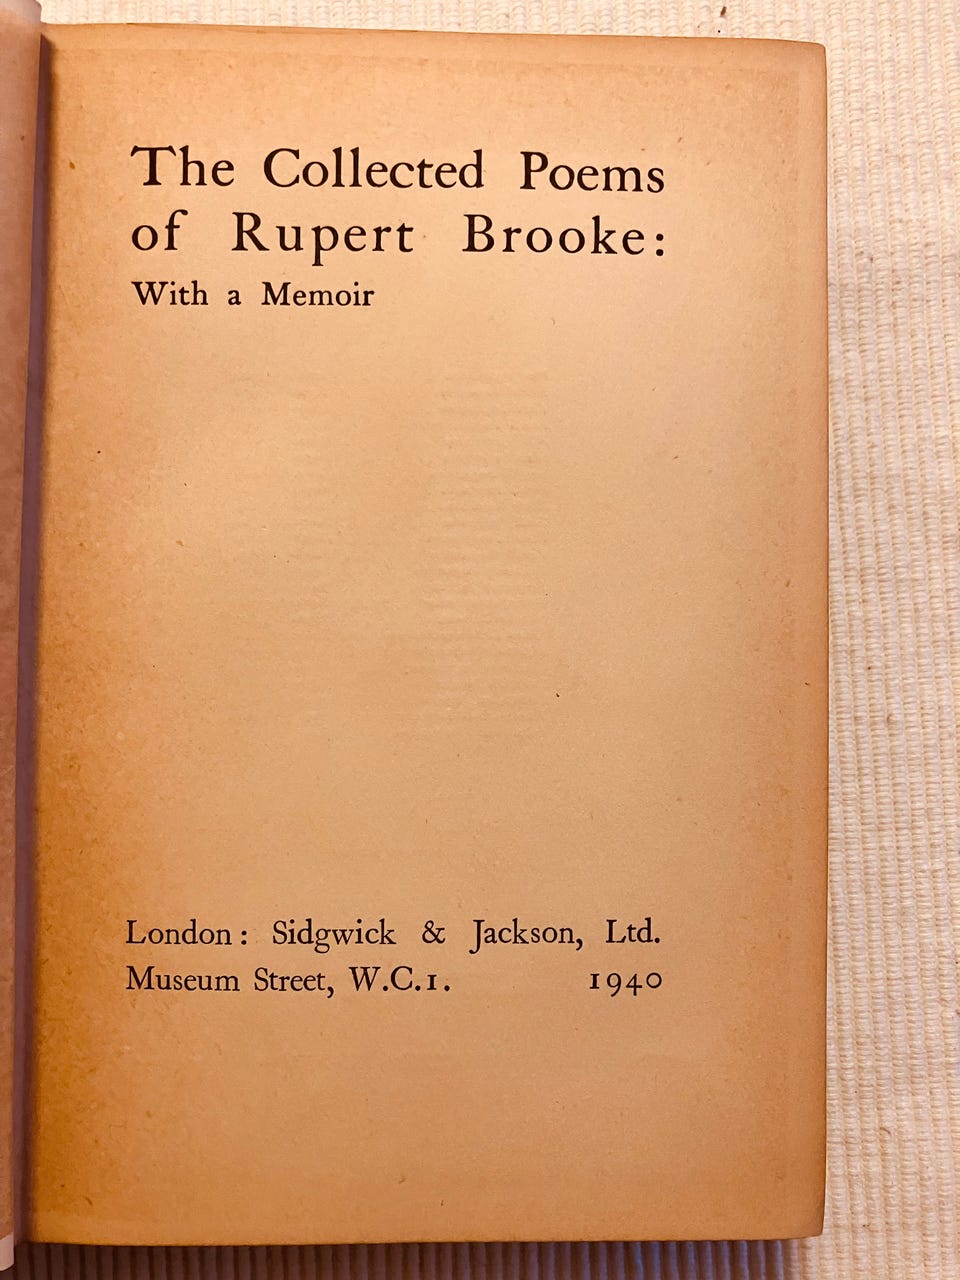 The Collected Poems
of Rupert Brooke:
With a Memoir
London: Sidgwick & Jackson, Ltd.
Museum Street, W.C.1. 1940